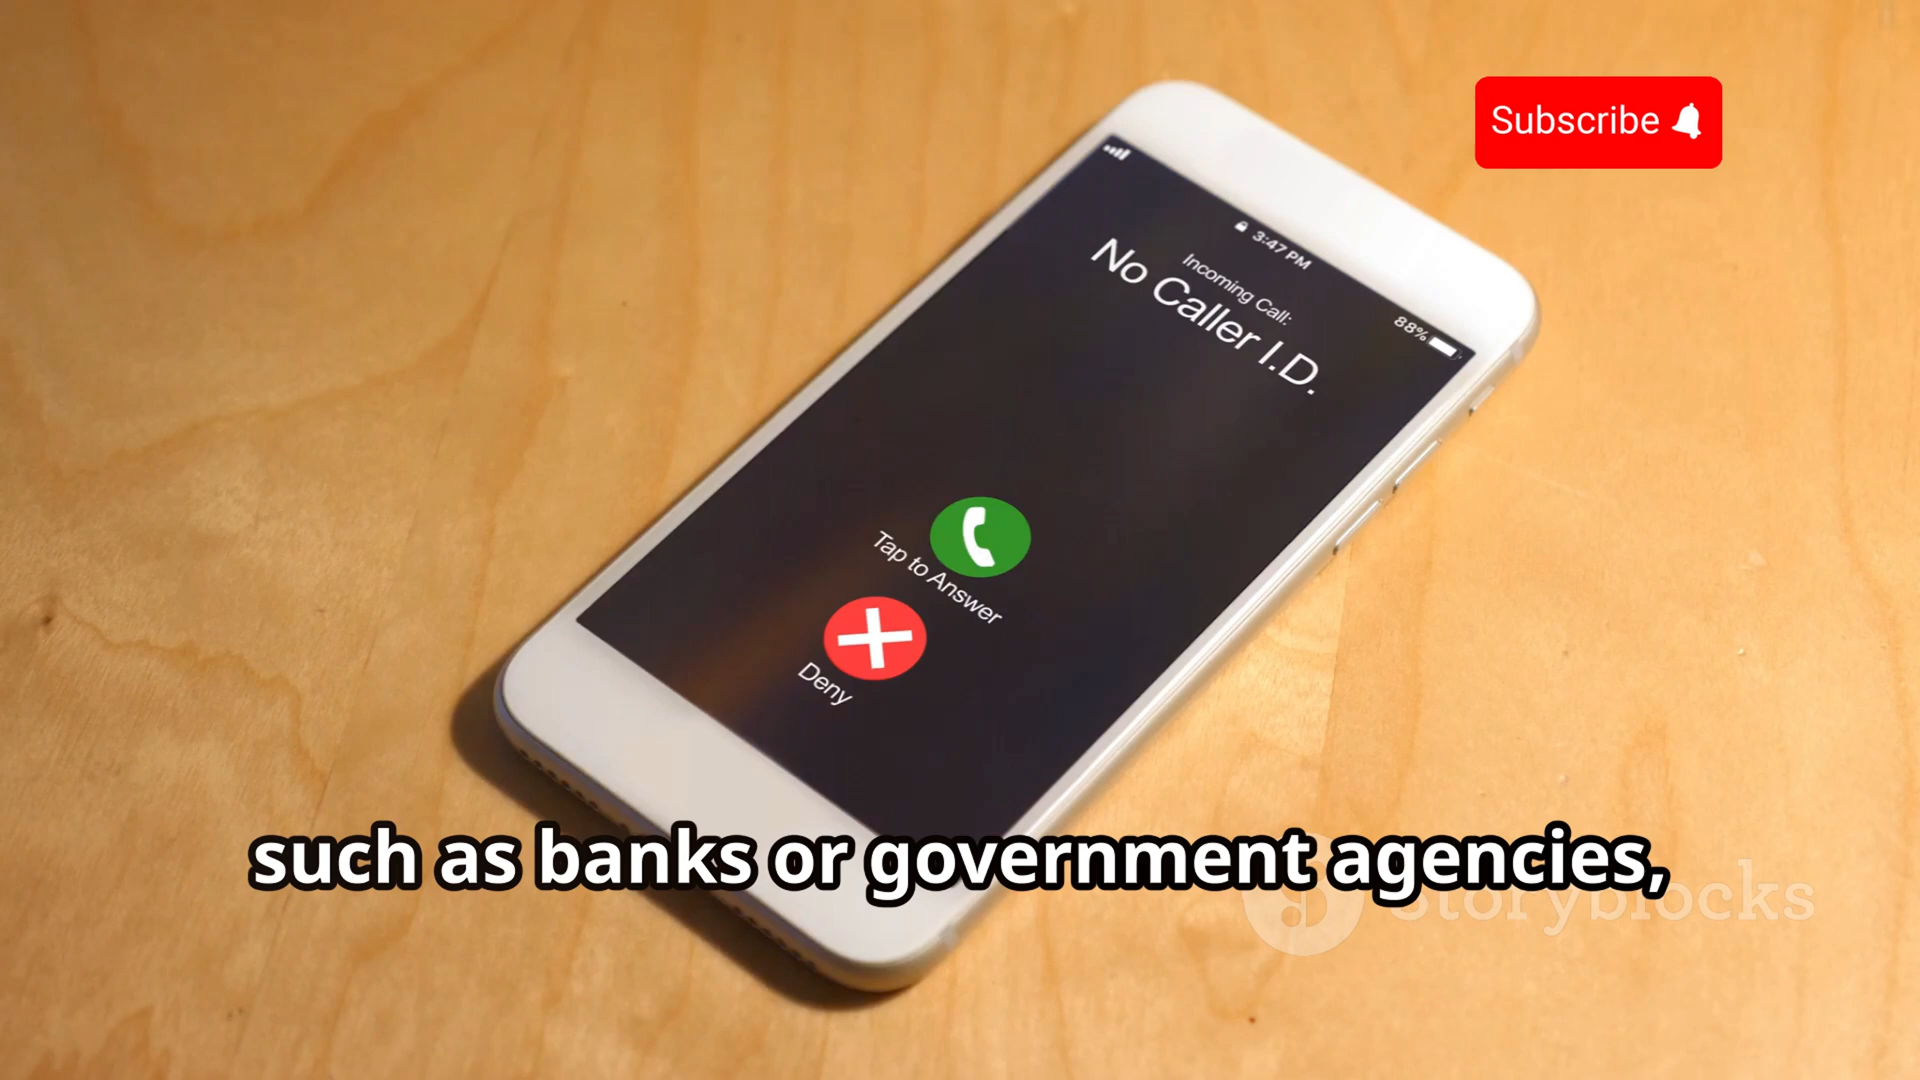 Subscribe
3:47 PM
88%
Incoming Call:
No Caller I.D.
Tap to Answer
Deny
such as banks or government agencies,
Storyblocks